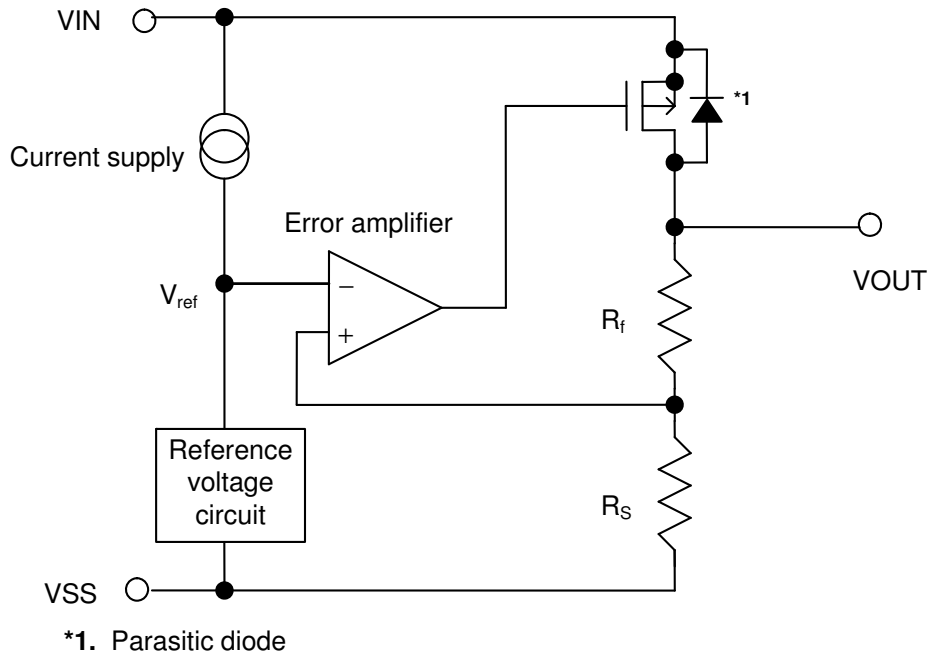 VIN
*1
Current supply
Error amplifier
Vref
−
+
VOUT
Rf
Reference
voltage
circuit
RS
VSS
*1. Parasitic diode